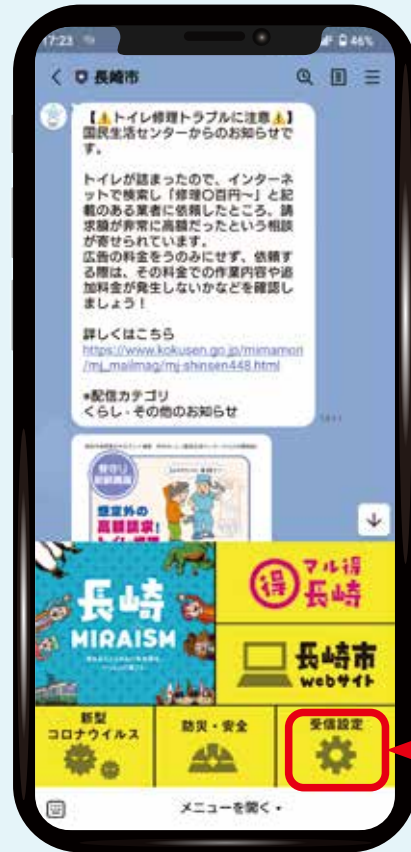 17:23
46%
長崎市
【⚠トイレ修理トラブルに注意⚠】
国民生活センターからのお知らせで
す。
トイレが詰まったので、インターネ
ットで検索し「修理〇百円～」と記
載のある業者に依頼したところ、請
求額が非常に高額だったという相談
が寄せられています。
広告の料金をうのみにせず、依頼す
る際は、その料金での作業内容や追
加料金が発生しないかなどを確認し
ましょう！
詳しくはこちら
https://www.kokusen.go.jp/mimamori
/mj_mailmag/mj-shinsen448.html
*配信カテゴリ
くらし・その他のお知らせ
見守り
新鮮情報
想定外の
高額請求!
トイレ修理
長崎
MIRAISM
得
マル得
長崎
長崎市
webサイト
新型
コロナウイルス
防災・安全
受信設定
メニューを開く